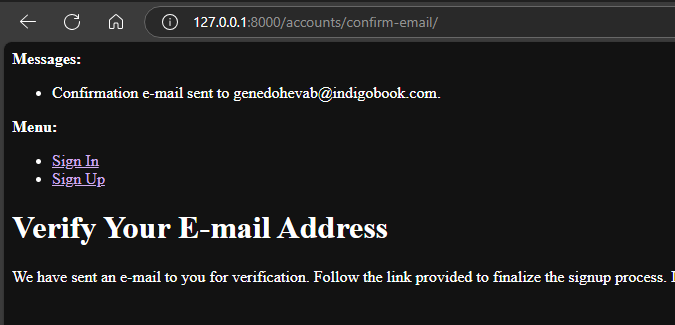 127.0.0.1:8000/accounts/confirm-email/
Messages:
Confirmation e-mail sent to genedohevab@indigobook.com.
Menu:
Sign In
Sign Up
Verify Your E-mail Address
We have sent an e-mail to you for verification. Follow the link provided to finalize the signup process.